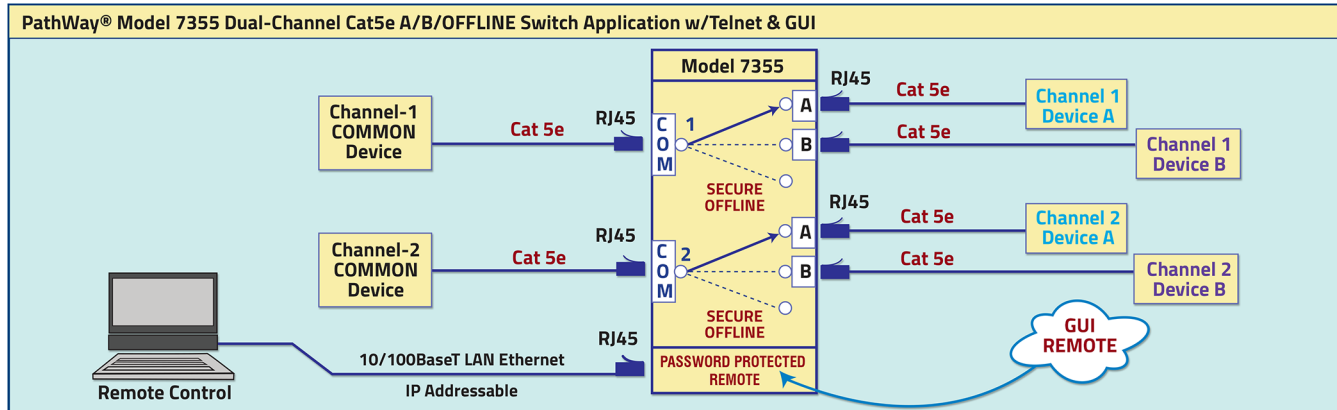 PathWay® Model 7355 Dual-Channel Cat5e A/B/OFFLINE Switch Application w/Telnet & GUI
Model 7355
Channel-1
COMMON
Device
Cat 5e
RJ45
C
O
M
1
A
B
SECURE
OFFLINE
RJ45
Cat 5e
Channel 1
Device A
Cat 5e
Channel 1
Device B
Channel-2
COMMON
Device
Cat 5e
RJ45
C
O
M
2
A
B
SECURE
OFFLINE
RJ45
Cat 5e
Channel 2
Device A
Cat 5e
Channel 2
Device B
Remote Control
10/100BaseT LAN Ethernet
IP Addressable
RJ45
PASSWORD PROTECTED
REMOTE
GUI
REMOTE